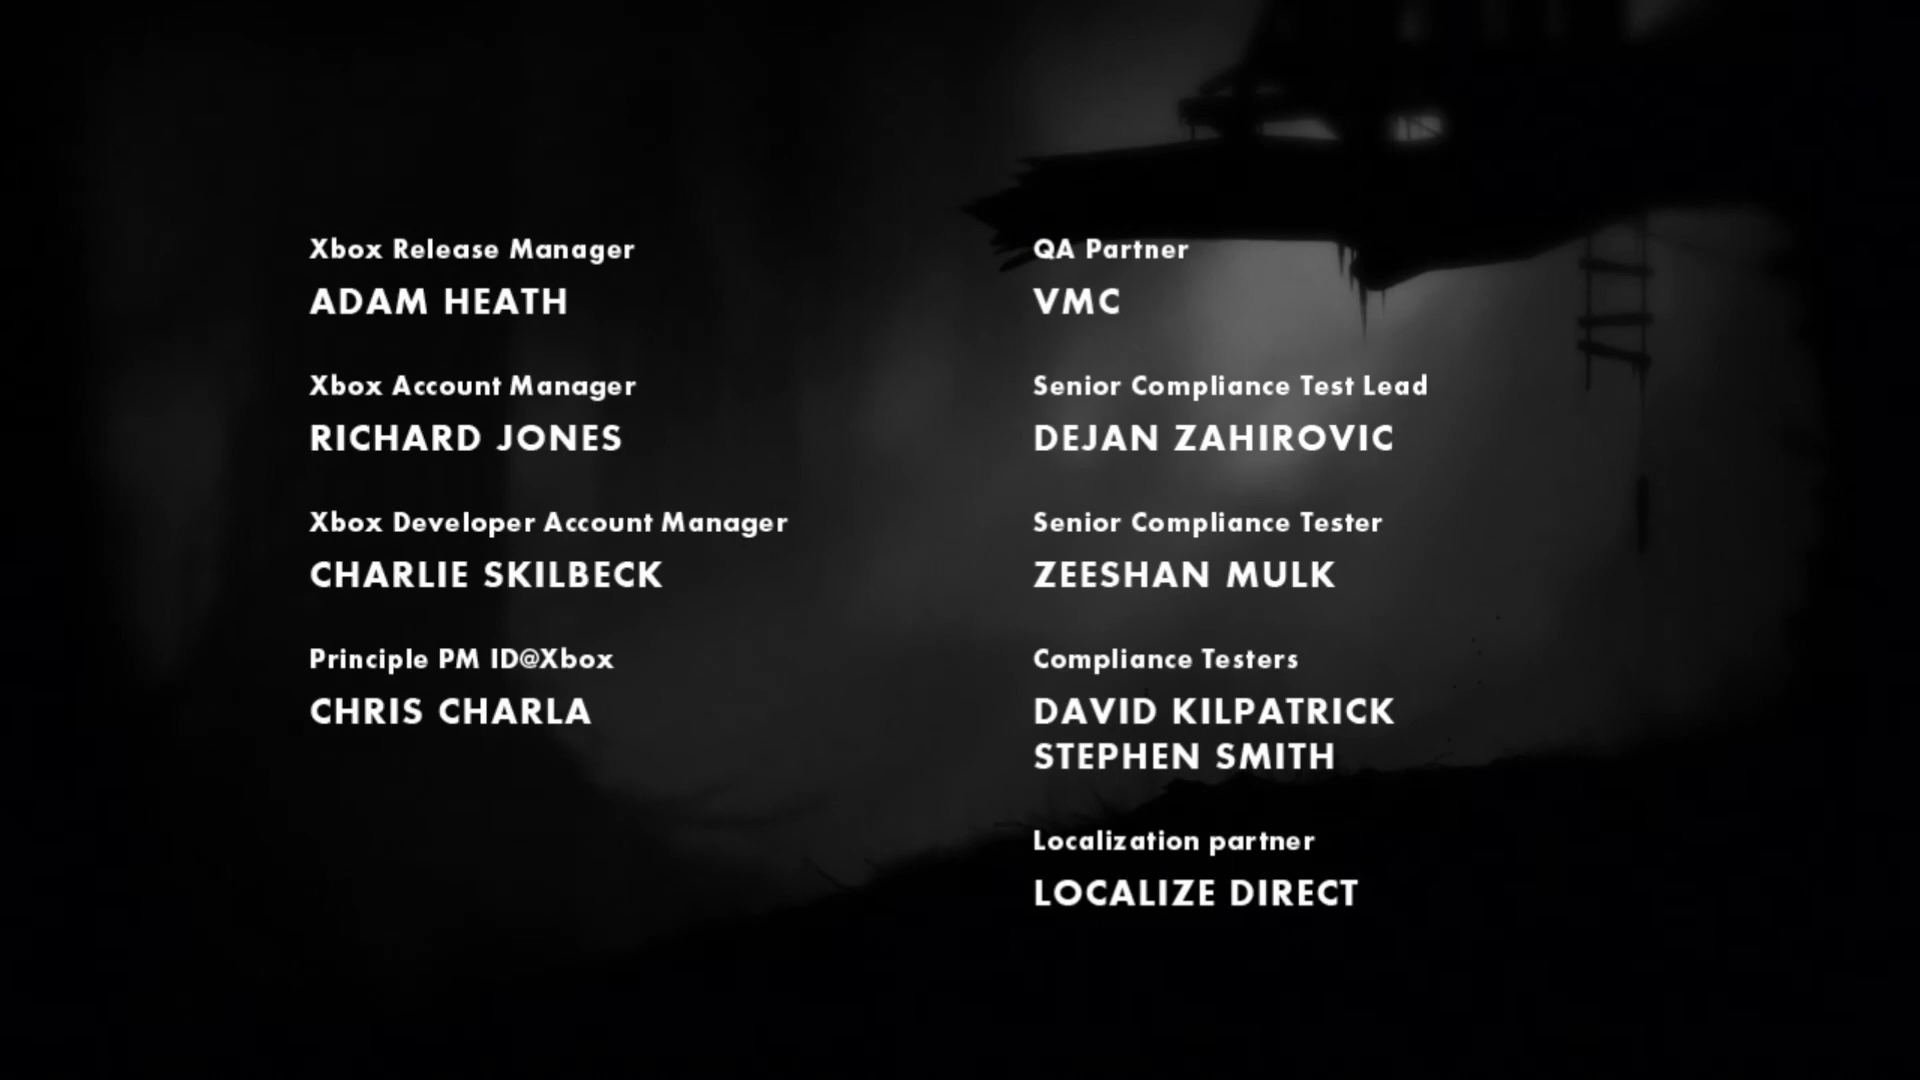 Xbox Release Manager
ADAM HEATH
Xbox Account Manager
RICHARD JONES
Xbox Developer Account Manager
CHARLIE SKILBECK
Principle PM ID@Xbox
CHRIS CHARLA
QA Partner
VMC
Senior Compliance Test Lead
DEJAN ZAHIROVIC
Senior Compliance Tester
ZEESHAN MULK
Compliance Testers
DAVID KILPATRICK
STEPHEN SMITH
Localization partner
LOCALIZE DIRECT